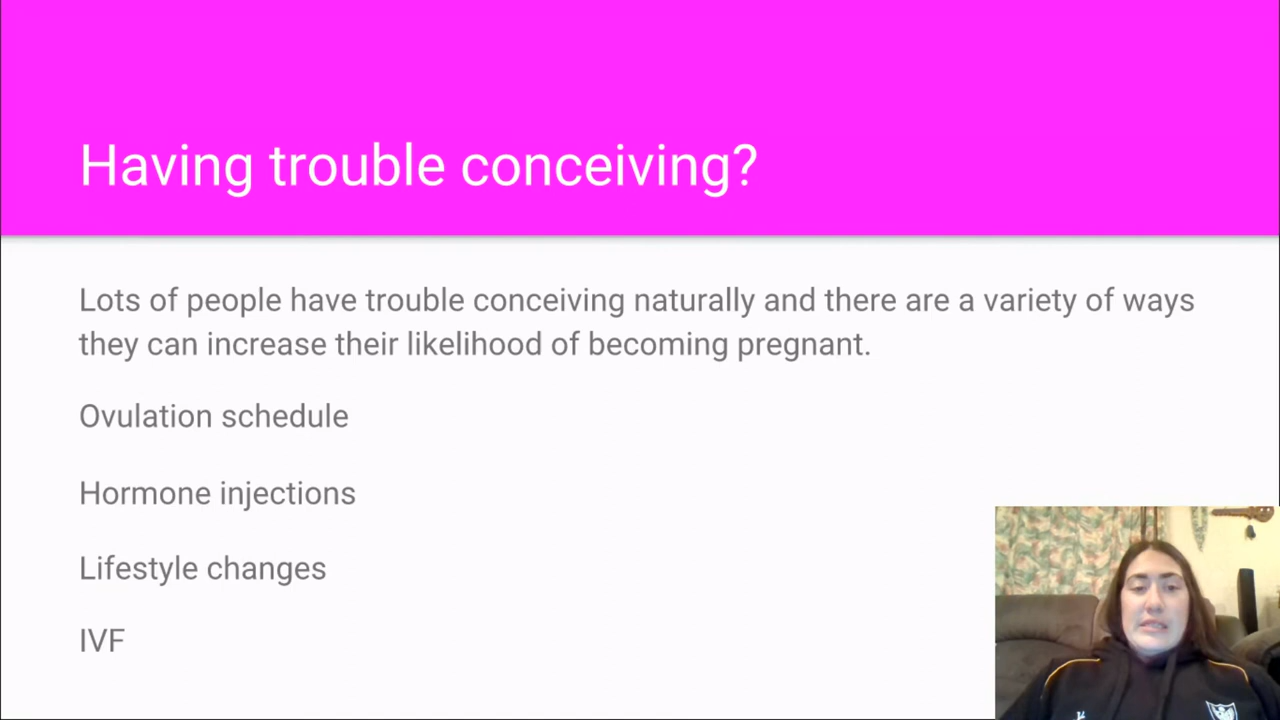 Having trouble conceiving?
Lots of people have trouble conceiving naturally and there are a variety of ways
they can increase their likelihood of becoming pregnant.
Ovulation schedule
Hormone injections
Lifestyle changes
IVF